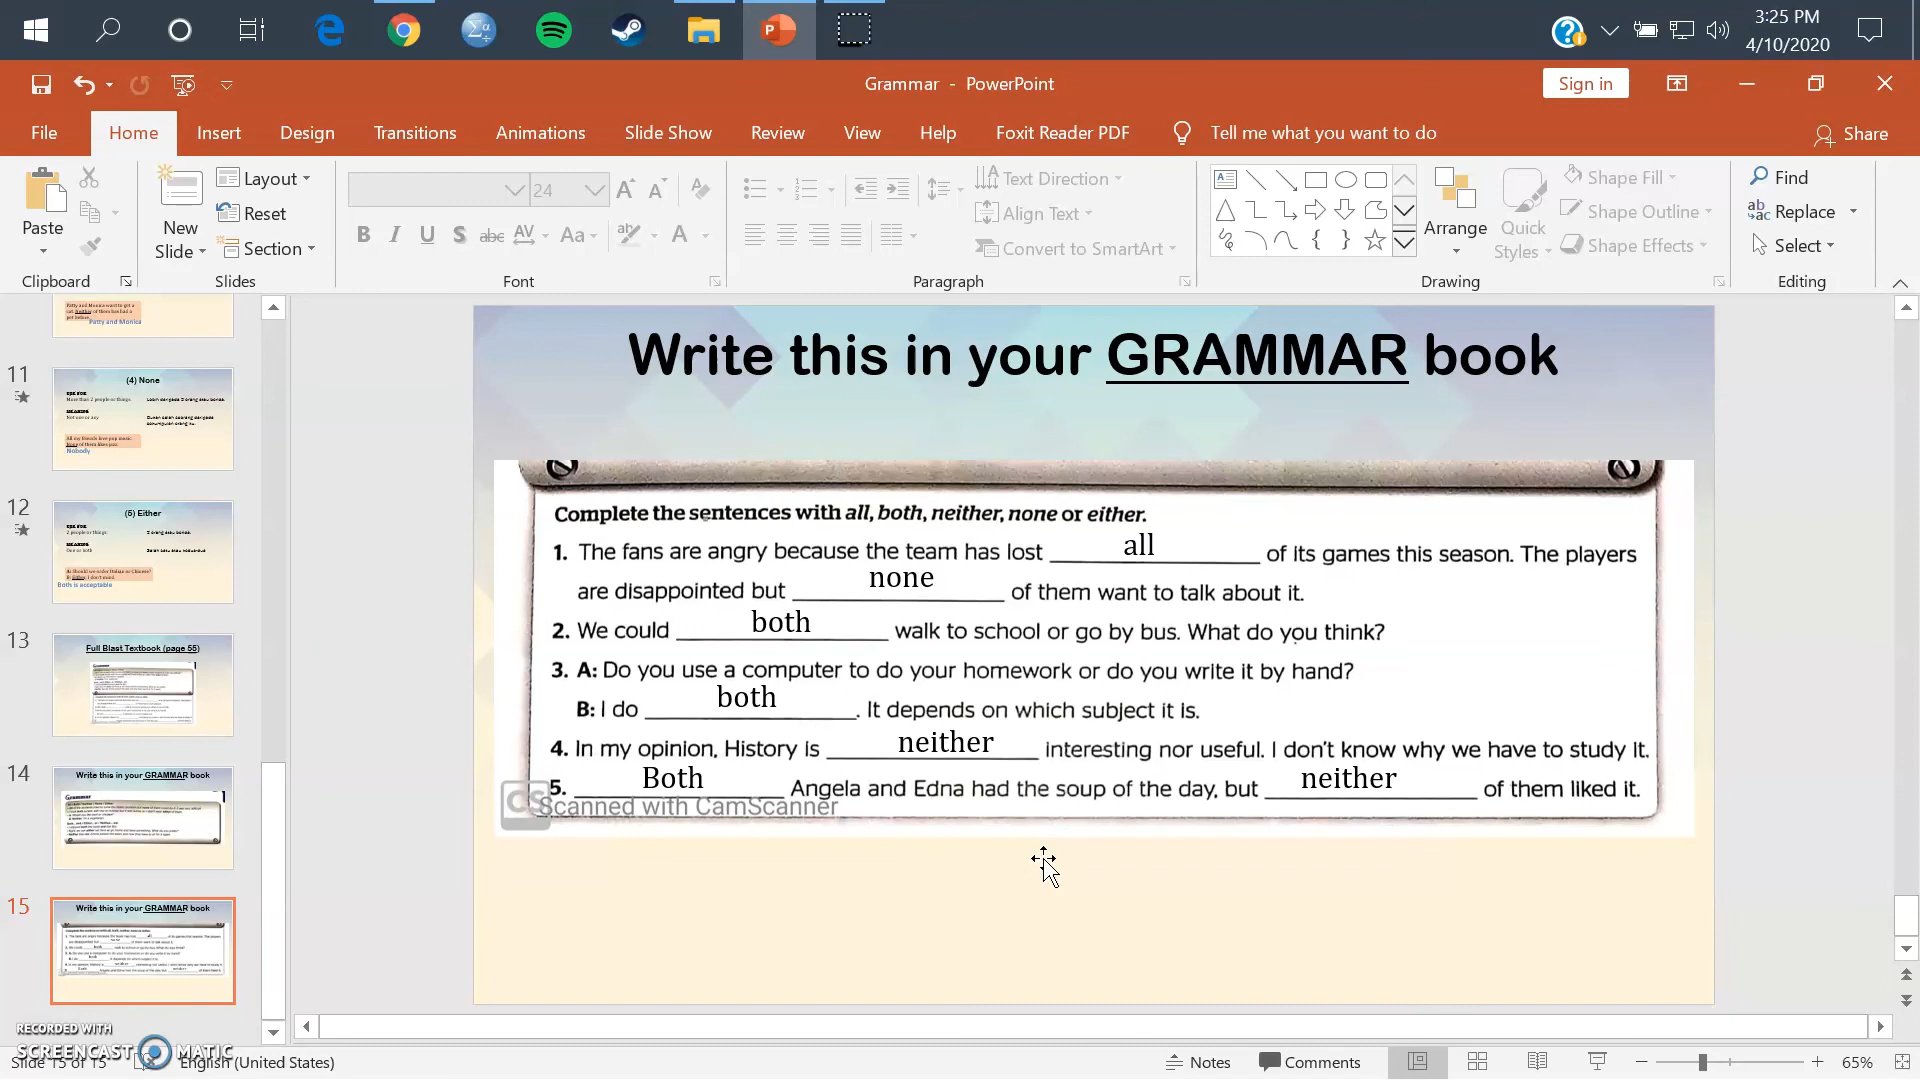 3:25 PM
4/10/2020
Grammar - PowerPoint
Sign in
File Home Insert Design Transitions Animations Slide Show Review View Help Foxit Reader PDF Tell me what you want to do Share
Paste
New Slide
Layout
Reset
Section
24
Text Direction
Align Text
Convert to SmartArt
Arrange
Quick Styles
Shape Fill
Shape Outline
Shape Effects
Find
Replace
Select
Clipboard Slides Font Paragraph Drawing Editing
Patty and Monica
11
(4) None
Nobody
12
(5) Either
Both is acceptable
13
Full Blast Textbook (page 55)
14
Write this in your GRAMMAR book
15
Write this in your GRAMMAR book
Write this in your GRAMMAR book
Complete the sentences with all, both, neither, none or either.
1. The fans are angry because the team has lost all of its games this season. The players
are disappointed but none of them want to talk about it.
2. We could both walk to school or go by bus. What do you think?
3. A: Do you use a computer to do your homework or do you write it by hand?
B: I do both. It depends on which subject it is.
4. In my opinion, History is neither interesting nor useful. I don't know why we have to study it.
5. Both Angela and Edna had the soup of the day, but neither of them liked it.
CS Scanned with CamScanner
RECORDED WITH
SCREENCAST MATIC
Slide 15 of 15 English (United States) Notes Comments 65%